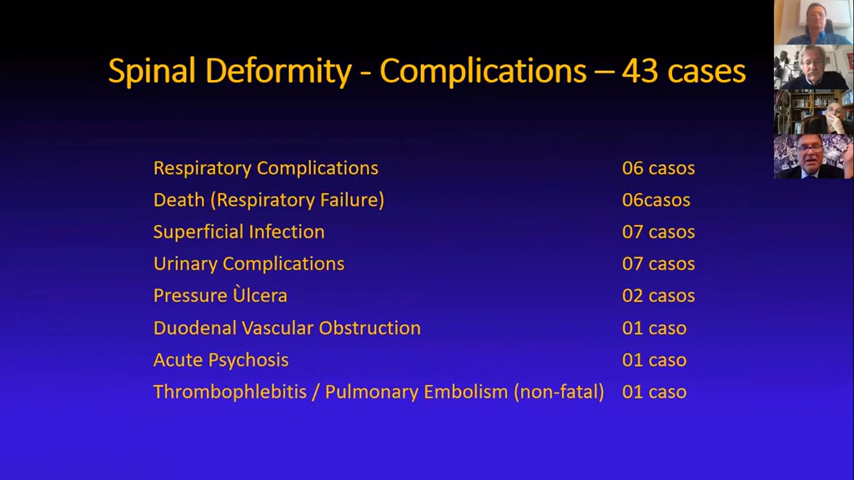 Spinal Deformity - Complications – 43 cases
Respiratory Complications 06 casos
Death (Respiratory Failure) 06casos
Superficial Infection 07 casos
Urinary Complications 07 casos
Pressure Ùlcera 02 casos
Duodenal Vascular Obstruction 01 caso
Acute Psychosis 01 caso
Thrombophlebitis / Pulmonary Embolism (non-fatal) 01 caso